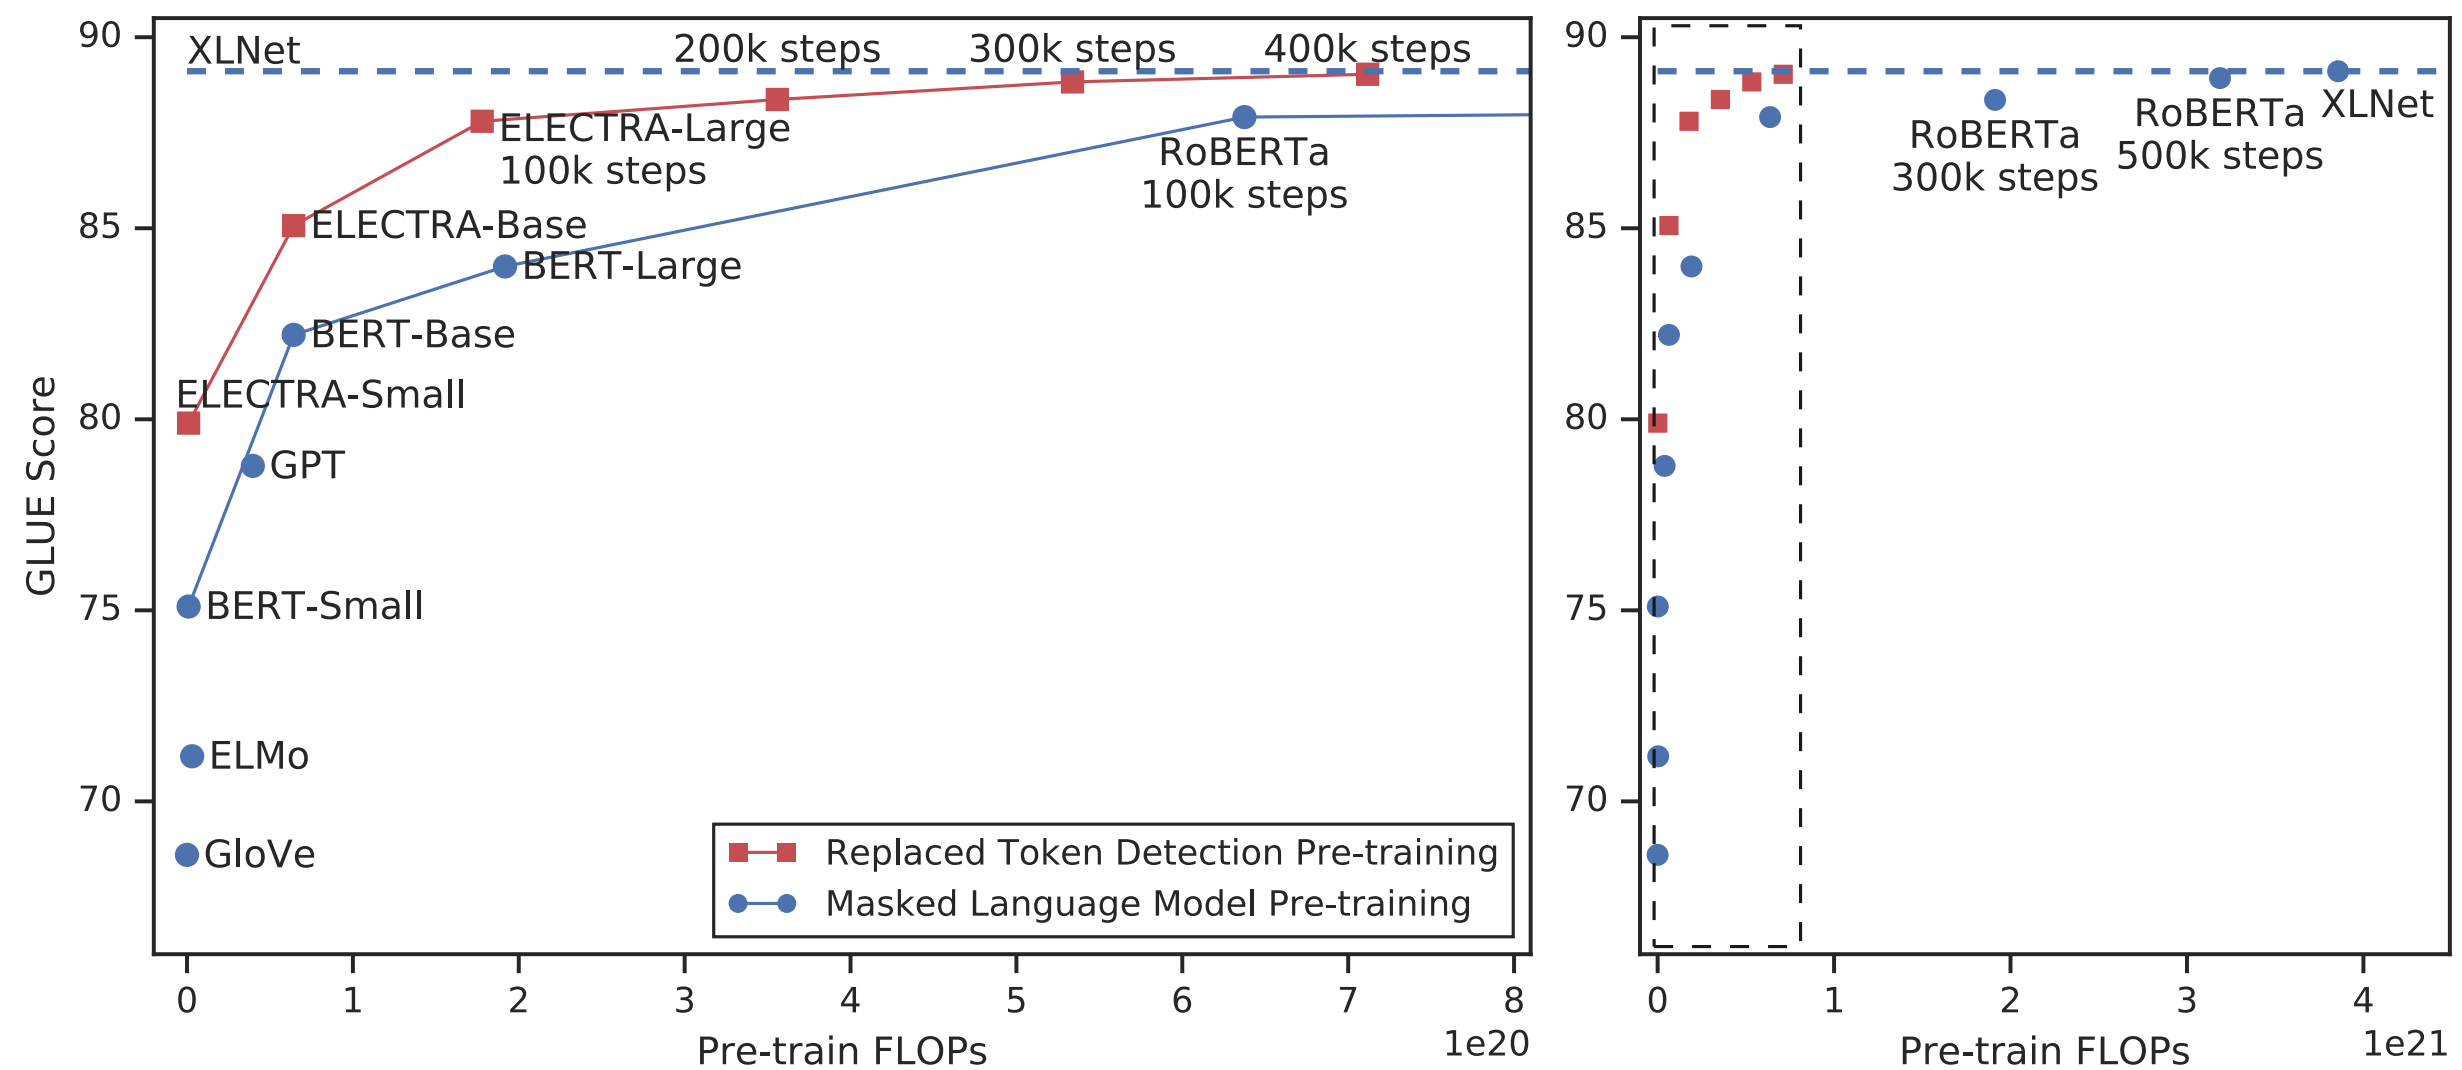 90
XLNet
200k steps
300k steps
400k steps
ELECTRA-Large
100k steps
RoBERTa
100k steps
85
ELECTRA-Base
BERT-Large
BERT-Base
ELECTRA-Small
80
GPT
GLUE Score
75
BERT-Small
ELMo
70
GloVe
Replaced Token Detection Pre-training
Masked Language Model Pre-training
0 1 2 3 4 5 6 7 8
Pre-train FLOPs
1e20
90
RoBERTa
300k steps
RoBERTa
500k steps
XLNet
85
80
75
70
0 1 2 3 4
Pre-train FLOPs
1e21